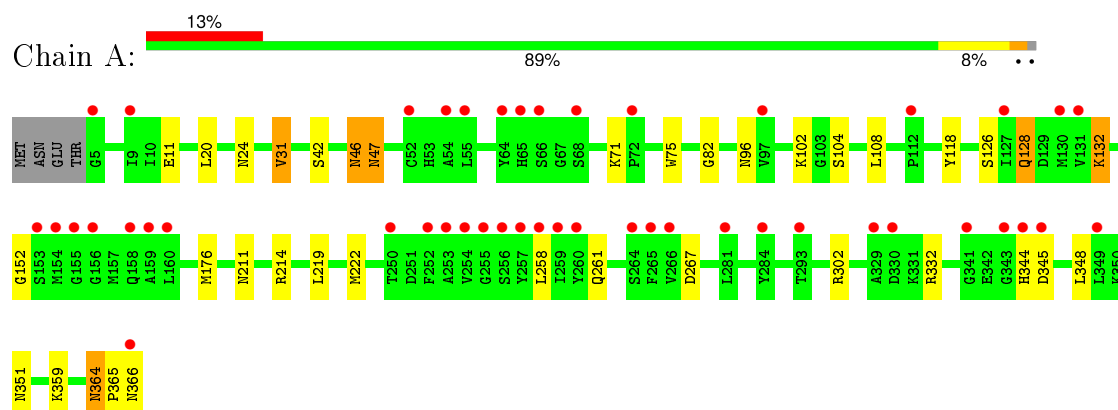 13%
Chain A:
89% 8% • •
MET ASN GLU THR G5 I9 I10 E11 L20 N24 V31 S42 N46 N47 C52 H53 A54 L55 Y64 H65 S66 G67 S68 K71 P72 W75 G82 N96 V97 K102 G103 S104 L108 P112 Y118 S126 I127 Q128 D129 M130 V131 K132
G152 S153 M154 G155 G156 M157 Q158 A159 L160 M176 N211 R214 L219 M222 T250 D251 F252 A253 V254 G255 S256 Y257 L258 I259 Y260 Q261 S264 F265 V266 D267 L281 Y284 T293 R302 A329 D330 K331 R332 G341 E342 G343 H344 D345 L348 L349 K350
N351 K359 N364 P365 N366